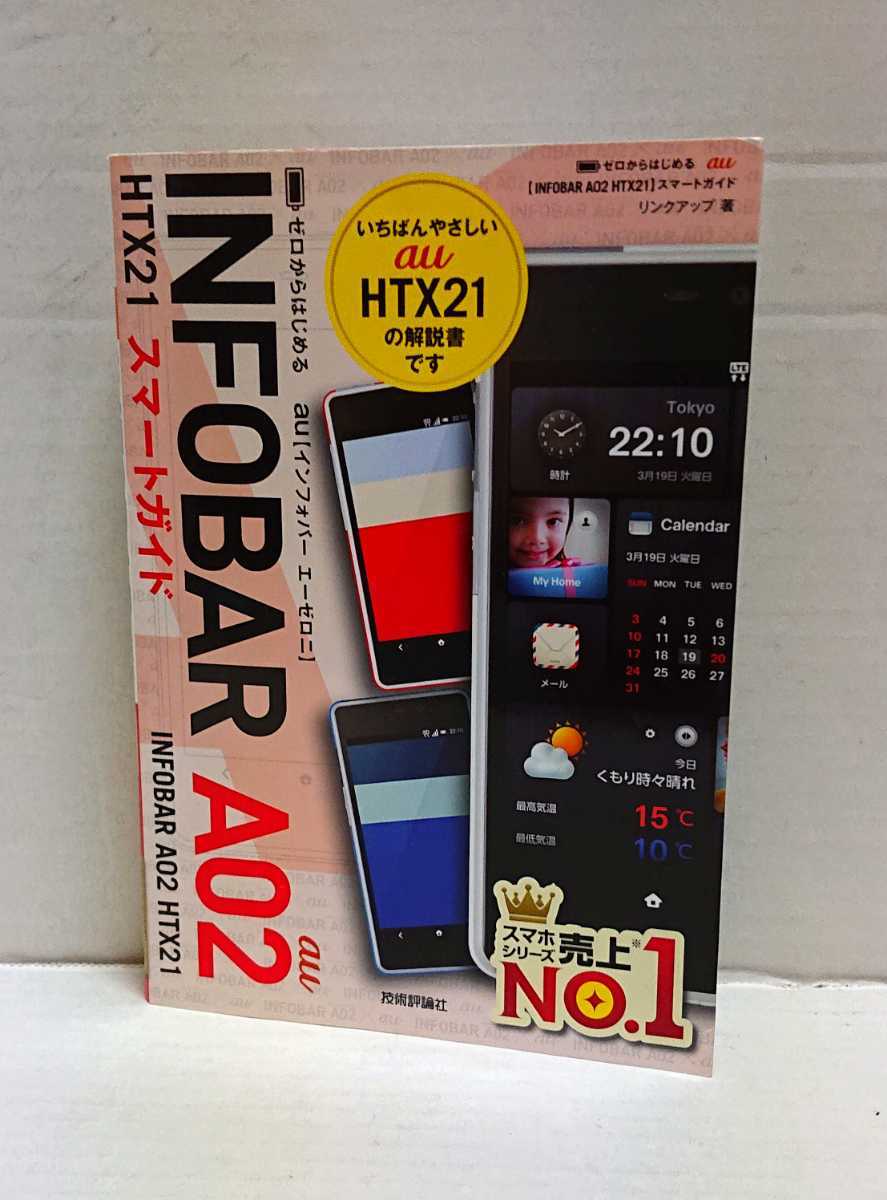 ゼロからはじめる au
【INFOBAR A02 HTX21】スマートガイド
リンクアップ 著
ゼロからはじめる au【インフォバー エーゼロニ】
INFOBAR A02 au
HTX21 スマートガイド
INFOBAR A02 HTX21
いちばんやさしい
au
HTX21
の解説書
です
LTE
Tokyo
22:10
時計
3月19日 火曜日
My Home
Calendar
3月19日 火曜日
SUN MON TUE WED
3 4 5 6
10 11 12 13
17 18 19 20
24 25 26 27
31
メール
今日
くもり時々晴れ
最高気温 15℃
最低気温 10℃
スマホ
シリーズ 売上※
NO.1
技術評論社